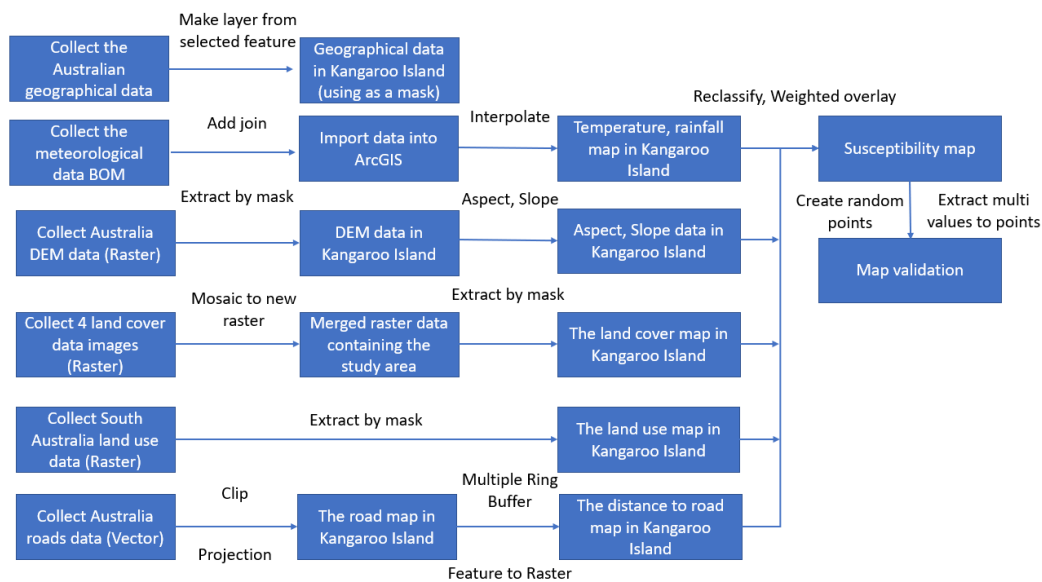 Make layer from
selected feature
Collect the
Australian
geographical data
Geographical data
in Kangaroo Island
(using as a mask)
Reclassify, Weighted overlay
Collect the
meteorological
data BOM
Add join
Import data into
ArcGIS
Interpolate
Temperature, rainfall
map in Kangaroo
Island
Susceptibility map
Extract by mask
Aspect, Slope
Create random
points
Extract multi
values to points
Collect Australia
DEM data (Raster)
DEM data in
Kangaroo Island
Aspect, Slope data in
Kangaroo Island
Map validation
Mosaic to new
raster
Extract by mask
Collect 4 land cover
data images
(Raster)
Merged raster data
containing the
study area
The land cover map in
Kangaroo Island
Extract by mask
Collect South
Australia land use
data (Raster)
The land use map in
Kangaroo Island
Clip
Multiple Ring
Buffer
Collect Australia
roads data (Vector)
The road map in
Kangaroo Island
The distance to road
map in Kangaroo
Island
Projection
Feature to Raster